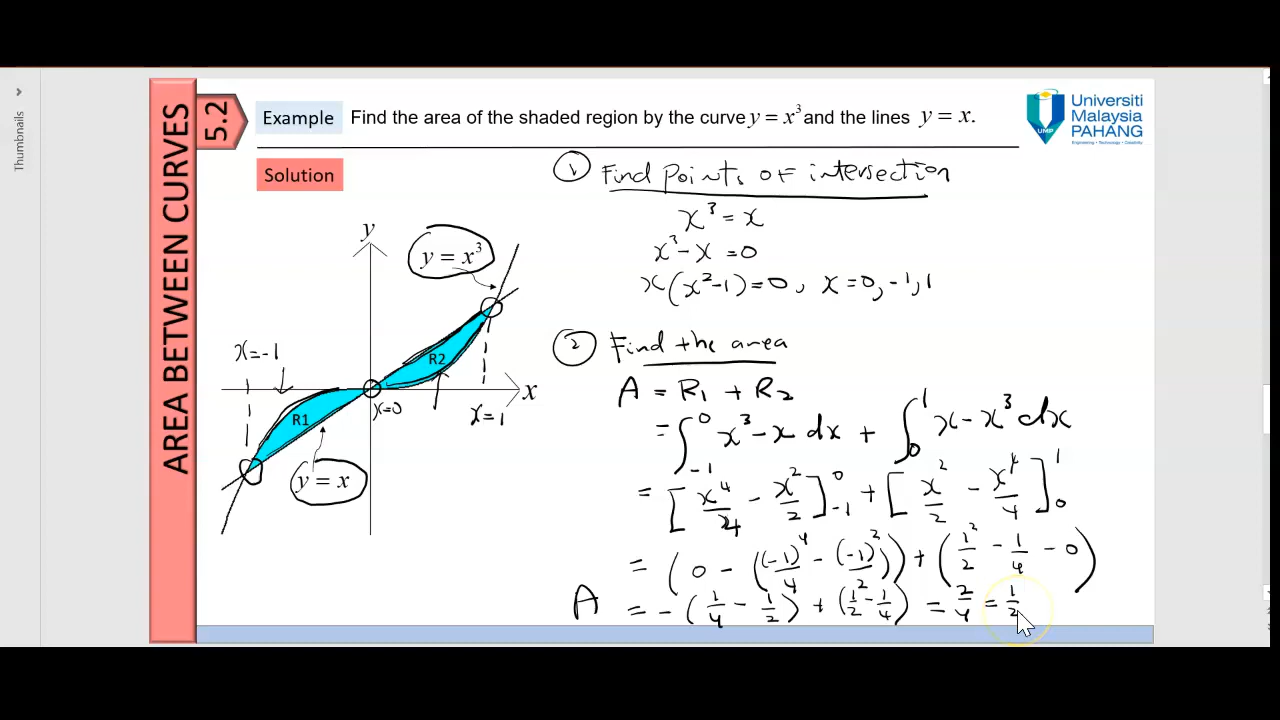 Thumbnails
AREA BETWEEN CURVES
5.2
Example
Find the area of the shaded region by the curve y = x³ and the lines y = x.
Universiti
Malaysia
PAHANG
Engineering • Technology • Creativity
UMP
Solution
① Find points of intersection
x³ = x
x³ - x = 0
x(x² - 1) = 0, x = 0, -1, 1
y
y = x³
x = -1
R2
R1
x = 0
x = 1
x
y = x
② Find the area
A = R₁ + R₂
= ∫₋₁⁰ x³ - x dx + ∫₀¹ x - x³ dx
= [x⁴/4 - x²/2]₋₁⁰ + [x²/2 - x⁴/4]₀¹
= (0 - ((-1)⁴/4 - (-1)²/2)) + (1²/2 - 1/4 - 0)
A = -(1/4 - 1/2) + (1/2 - 1/4) = 2/4 = 1/2